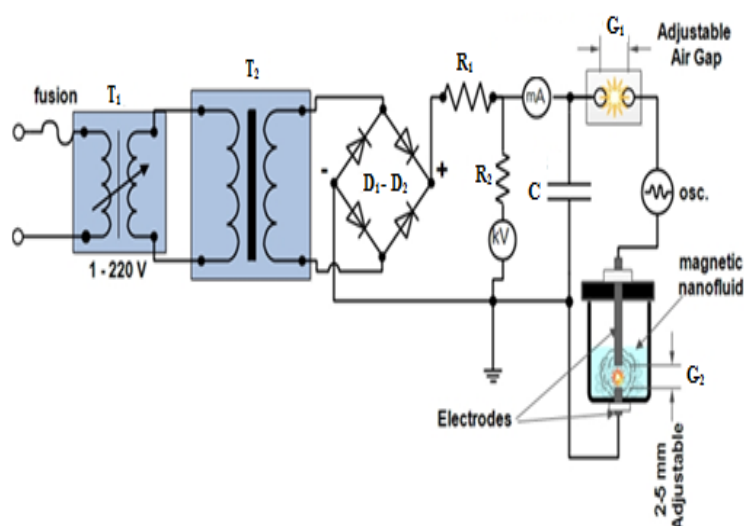 fusion
T₁
T₂
1 - 220 V
-
D₁- D₂
+
R₁
mA
R₂
kV
C
G₁
Adjustable
Air Gap
osc.
magnetic
nanofluid
G₂
Electrodes
2-5 mm
Adjustable